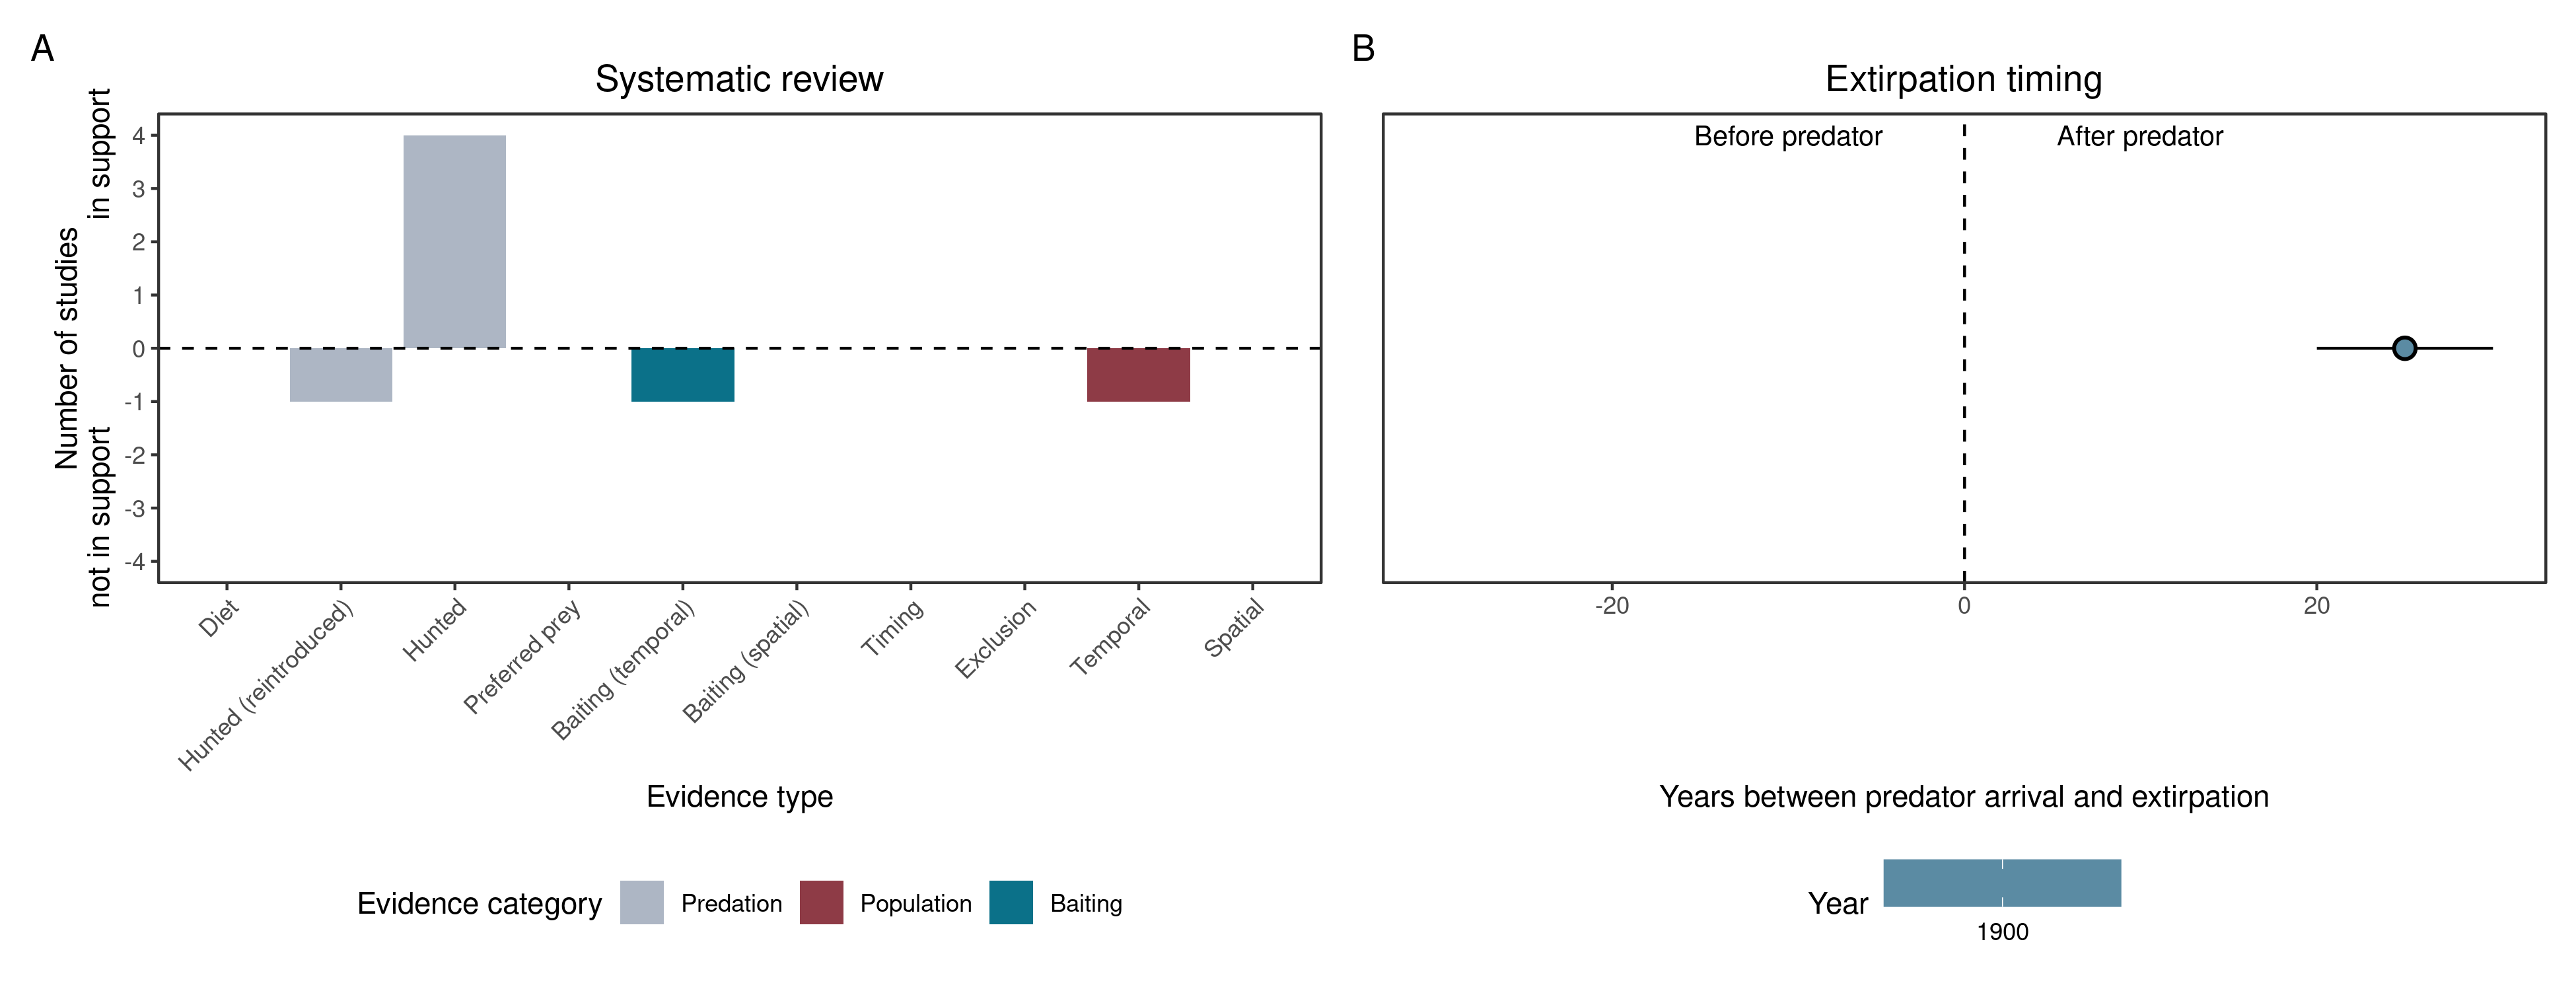 A
Systematic review
Number of studies
in support
not in support
4
3
2
1
0
-1
-2
-3
-4
Diet
Hunted (reintroduced)
Hunted
Preferred prey
Baiting (temporal)
Baiting (spatial)
Timing
Exclusion
Temporal
Spatial
Evidence type
Evidence category
Predation
Population
Baiting
B
Extirpation timing
Before predator
After predator
-20
0
20
Years between predator arrival and extirpation
Year
1900